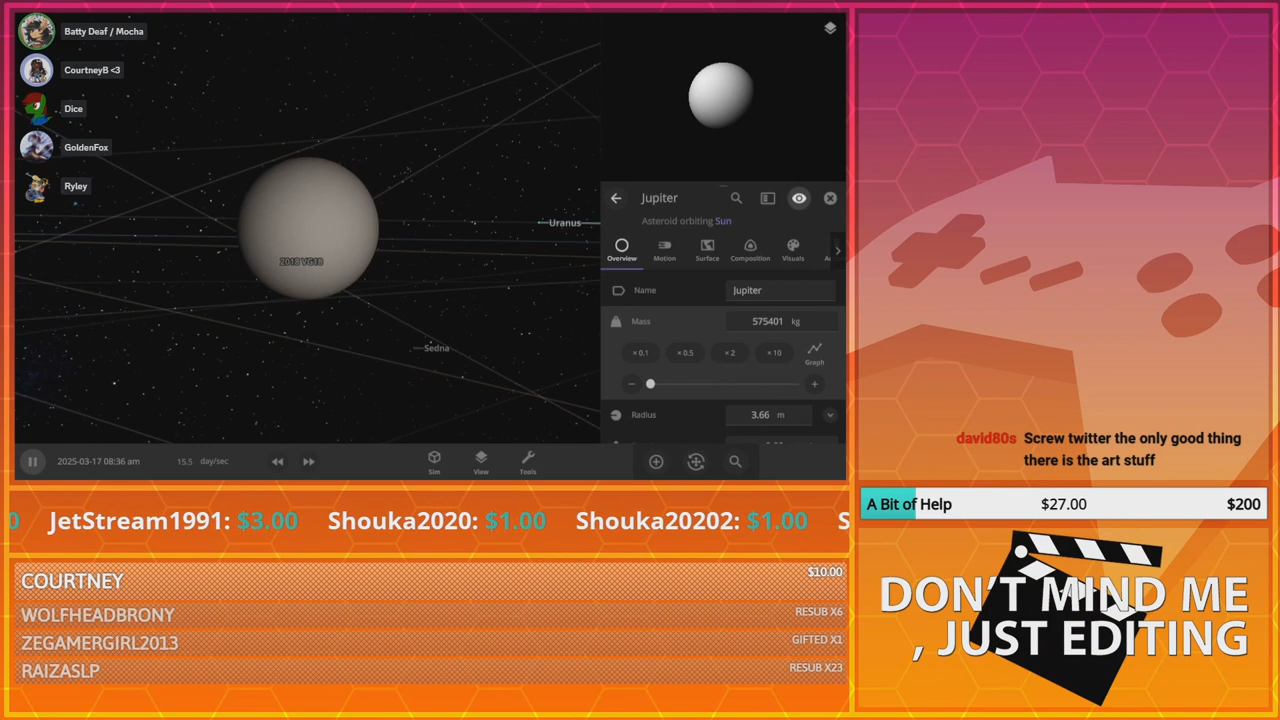 Batty Deaf / Mocha
CourtneyB <3
Dice
GoldenFox
Ryley
2018 VG18
Uranus
Sedna
Jupiter
Asteroid orbiting Sun
Overview
Motion
Surface
Composition
Visuals
Name
Jupiter
Mass
575401 kg
× 0.1
× 0.5
× 2
× 10
Graph
Radius
3.66 m
2025-03-17 08:36 am
15.5 day/sec
Sim
View
Tools
david80s Screw twitter the only good thing
there is the art stuff
A Bit of Help $27.00 $200
0 JetStream1991: $3.00 Shouka2020: $1.00 Shouka20202: $1.00 S
COURTNEY $10.00
WOLFHEADBRONY RESUB X6
ZEGAMERGIRL2013 GIFTED X1
RAIZASLP RESUB X23
DON'T MIND ME
, JUST EDITING